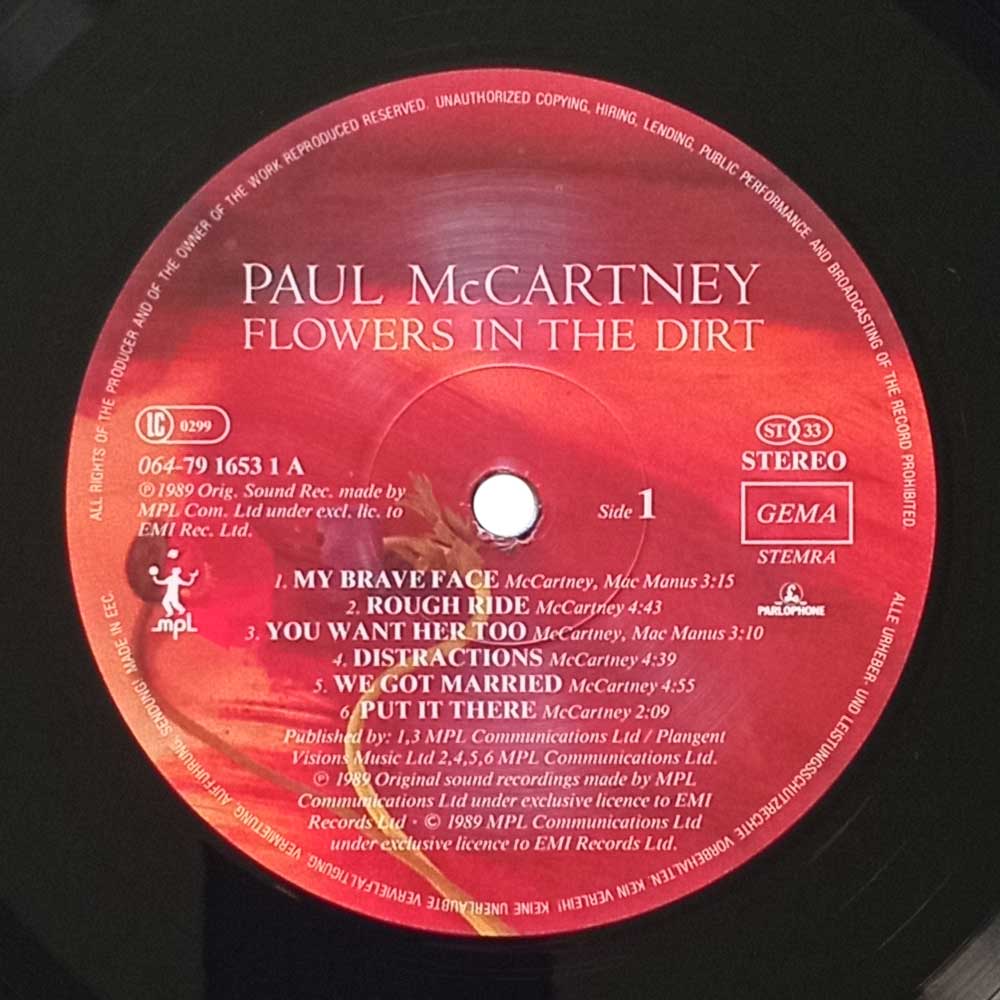 ALL RIGHTS OF THE PRODUCER AND OF THE OWNER OF THE WORK REPRODUCED RESERVED. UNAUTHORIZED COPYING, HIRING, LENDING, PUBLIC PERFORMANCE AND BROADCASTING OF THE RECORD PROHIBITED.
PAUL McCARTNEY
FLOWERS IN THE DIRT
LC 0299
064-79 1653 1 A
℗ 1989 Orig. Sound Rec. made by
MPL Com. Ltd under excl. lic. to
EMI Rec. Ltd.
mpL
Side 1
ST 33
STEREO
GEMA
STEMRA
PARLOPHONE
1. MY BRAVE FACE McCartney, Mac Manus 3:15
2. ROUGH RIDE McCartney 4:43
3. YOU WANT HER TOO McCartney, Mac Manus 3:10
4. DISTRACTIONS McCartney 4:39
5. WE GOT MARRIED McCartney 4:55
6. PUT IT THERE McCartney 2:09
Published by: 1,3 MPL Communications Ltd / Plangent
Visions Music Ltd 2,4,5,6 MPL Communications Ltd.
℗ 1989 Original sound recordings made by MPL
Communications Ltd under exclusive licence to EMI
Records Ltd · © 1989 MPL Communications Ltd
under exclusive licence to EMI Records Ltd.
ALLE URHEBER- UND LEISTUNGSSCHUTZRECHTE VORBEHALTEN. KEIN VERLEIH! KEINE UNERLAUBTE VERVIELFÄLTIGUNG, VERMIETUNG, AUFFÜHRUNG, SENDUNG! MADE IN EEC.